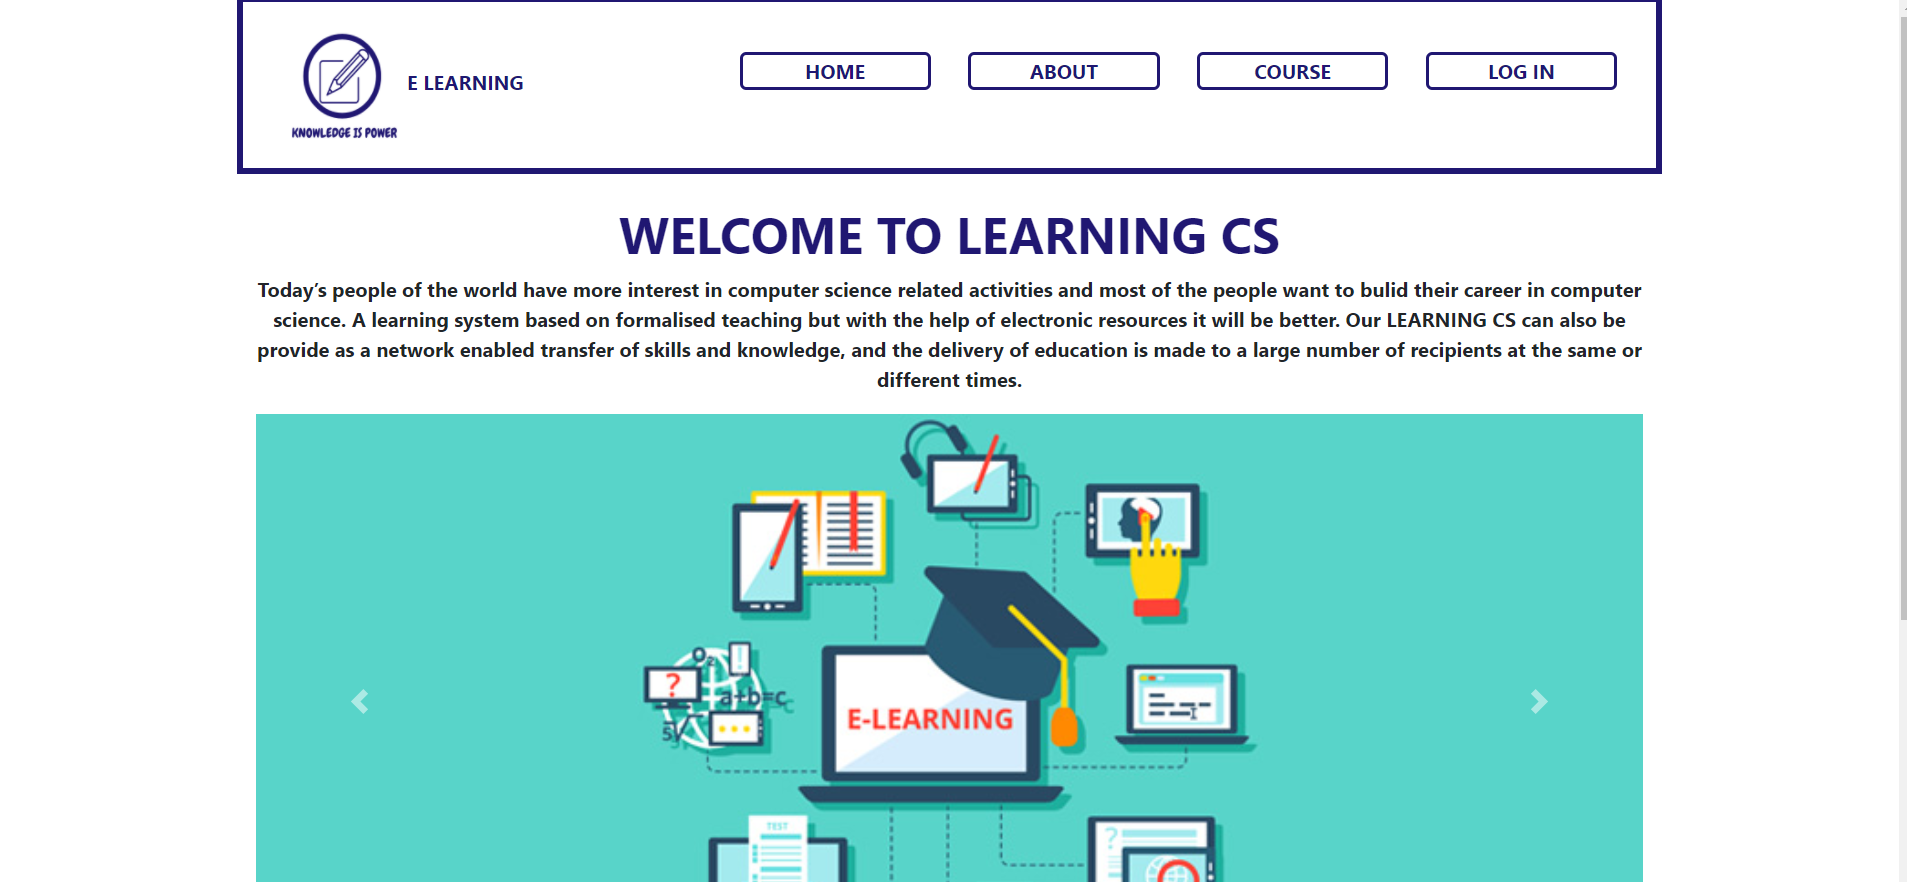 KNOWLEDGE IS POWER
E LEARNING
HOME
ABOUT
COURSE
LOG IN
WELCOME TO LEARNING CS
Today’s people of the world have more interest in computer science related activities and most of the people want to bulid their career in computer
science. A learning system based on formalised teaching but with the help of electronic resources it will be better. Our LEARNING CS can also be
provide as a network enabled transfer of skills and knowledge, and the delivery of education is made to a large number of recipients at the same or
different times.
O₂
!
?
a+b=c
5√
E-LEARNING
TEST
?